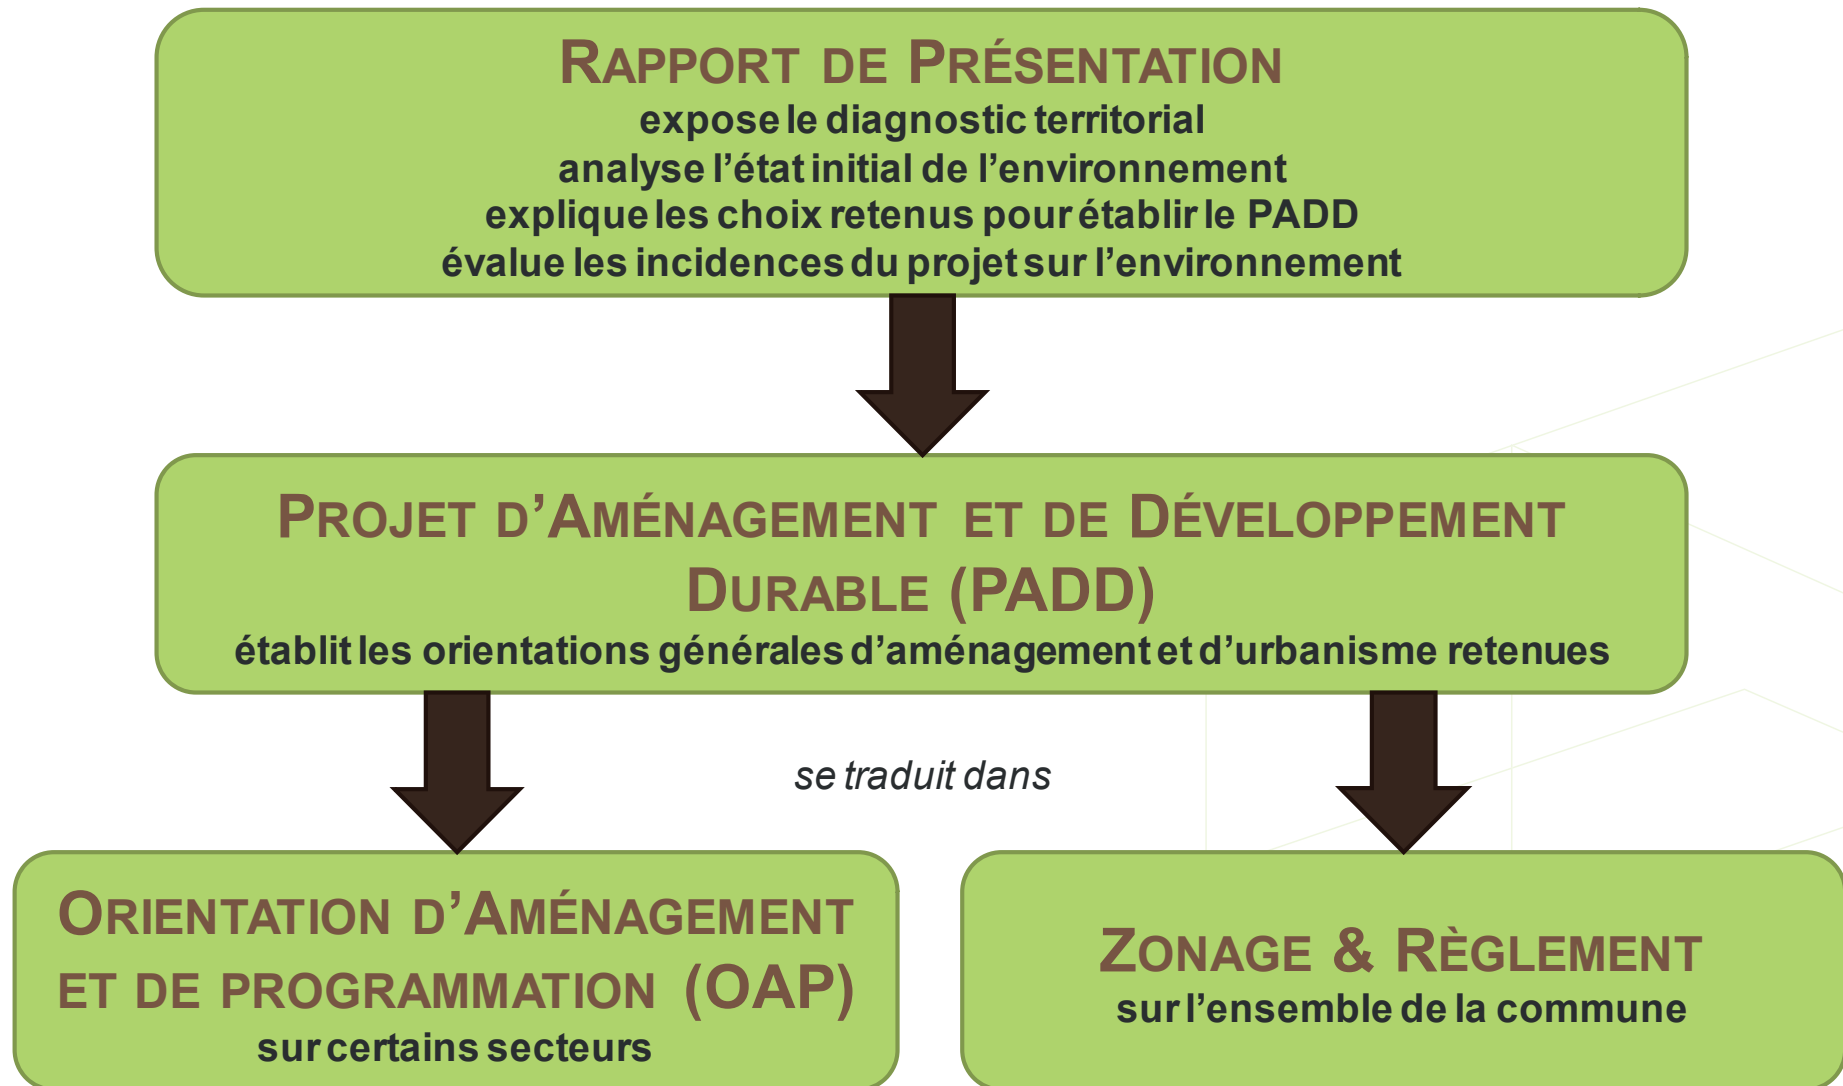 RAPPORT DE PRÉSENTATION
expose le diagnostic territorial
analyse l’état initial de l’environnement
explique les choix retenus pour établir le PADD
évalue les incidences du projet sur l’environnement
PROJET D’AMÉNAGEMENT ET DE DÉVELOPPEMENT
DURABLE (PADD)
établit les orientations générales d’aménagement et d’urbanisme retenues
se traduit dans
ORIENTATION D’AMÉNAGEMENT
ET DE PROGRAMMATION (OAP)
sur certains secteurs
ZONAGE & RÈGLEMENT
sur l’ensemble de la commune